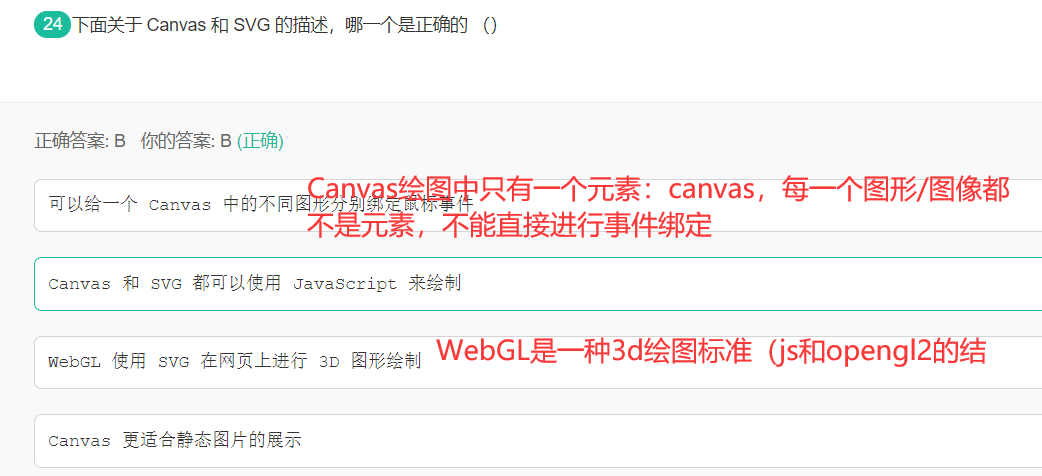 24 下面关于 Canvas 和 SVG 的描述，哪一个是正确的 （）
正确答案: B 你的答案: B (正确)
可以给一个 Canvas 中的不同图形分别绑定鼠标事件
Canvas绘图中只有一个元素：canvas，每一个图形/图像都
不是元素，不能直接进行事件绑定
Canvas 和 SVG 都可以使用 JavaScript 来绘制
WebGL 使用 SVG 在网页上进行 3D 图形绘制
WebGL是一种3d绘图标准（js和opengl2的结
Canvas 更适合静态图片的展示